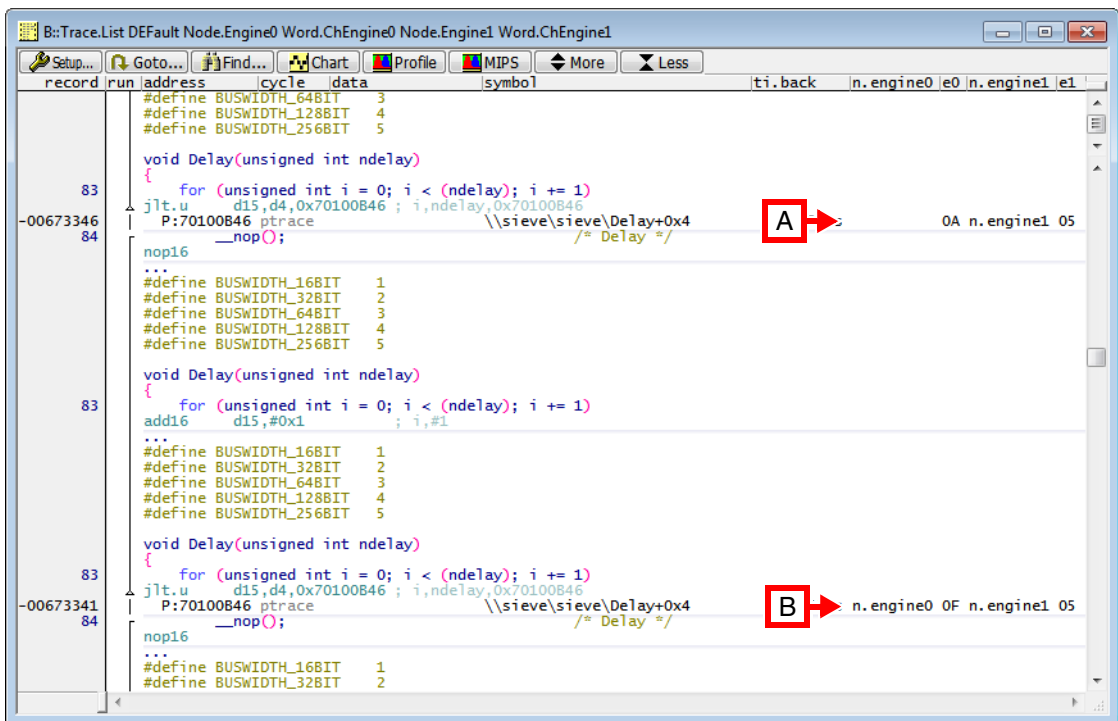 B::Trace.List DEFault Node.Engine0 Word.ChEngine0 Node.Engine1 Word.ChEngine1
Setup... Goto... Find... Chart Profile MIPS More Less
record run address cycle data symbol ti.back n.engine0 e0 n.engine1 e1
#define BUSWIDTH_64BIT 3
#define BUSWIDTH_128BIT 4
#define BUSWIDTH_256BIT 5
void Delay(unsigned int ndelay)
{
83 for (unsigned int i = 0; i < (ndelay); i += 1)
jlt.u d15,d4,0x70100B46 ; i,ndelay,0x70100B46
-00673346 P:70100B46 ptrace \\sieve\sieve\Delay+0x4 A 0A n.engine1 05
84 __nop(); /* Delay */
nop16
...
#define BUSWIDTH_16BIT 1
#define BUSWIDTH_32BIT 2
#define BUSWIDTH_64BIT 3
#define BUSWIDTH_128BIT 4
#define BUSWIDTH_256BIT 5
void Delay(unsigned int ndelay)
{
83 for (unsigned int i = 0; i < (ndelay); i += 1)
add16 d15,#0x1 ; i,#1
...
#define BUSWIDTH_16BIT 1
#define BUSWIDTH_32BIT 2
#define BUSWIDTH_64BIT 3
#define BUSWIDTH_128BIT 4
#define BUSWIDTH_256BIT 5
void Delay(unsigned int ndelay)
{
83 for (unsigned int i = 0; i < (ndelay); i += 1)
jlt.u d15,d4,0x70100B46 ; i,ndelay,0x70100B46
-00673341 P:70100B46 ptrace \\sieve\sieve\Delay+0x4 B n.engine0 0F n.engine1 05
84 __nop(); /* Delay */
nop16
...
#define BUSWIDTH_16BIT 1
#define BUSWIDTH_32BIT 2